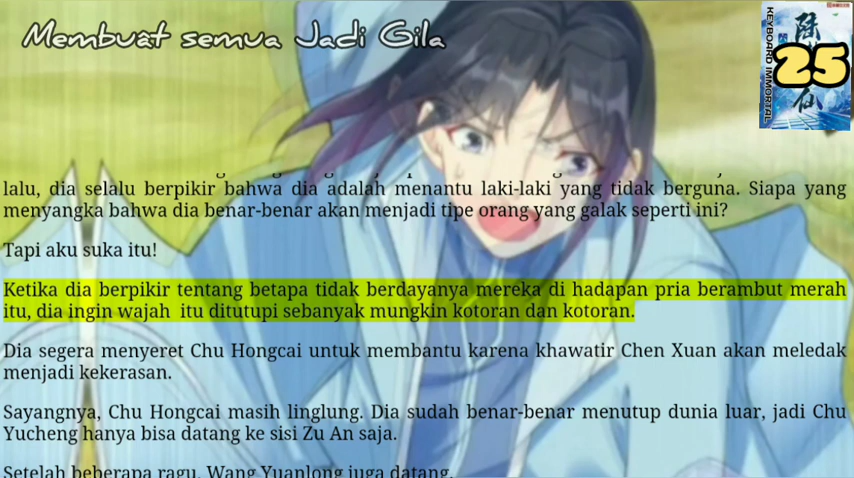 Membuat semua Jadi Gila
KEYBOARD IMMORTAL
25
lalu, dia selalu berpikir bahwa dia adalah menantu laki-laki yang tidak berguna. Siapa yang
menyangka bahwa dia benar-benar akan menjadi tipe orang yang galak seperti ini?
Tapi aku suka itu!
Ketika dia berpikir tentang betapa tidak berdayanya mereka di hadapan pria berambut merah
itu, dia ingin wajah itu ditutupi sebanyak mungkin kotoran dan kotoran.
Dia segera menyeret Chu Hongcai untuk membantu karena khawatir Chen Xuan akan meledak
menjadi kekerasan.
Sayangnya, Chu Hongcai masih linglung. Dia sudah benar-benar menutup dunia luar, jadi Chu
Yucheng hanya bisa datang ke sisi Zu An saja.
Setelah beberapa ragu, Wang Yuanlong juga datang.